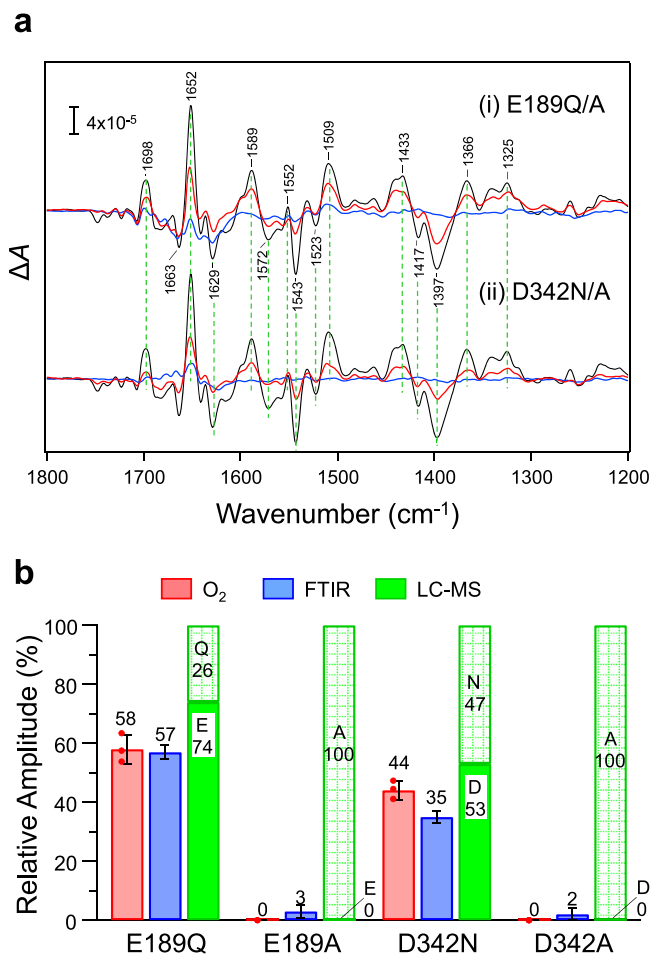 a
4x10-5
(i) E189Q/A
1698
1652
1589
1552
1509
1433
1366
1325
1663
1629
1572
1543
1523
1417
1397
(ii) D342N/A
ΔA
1800 1700 1600 1500 1400 1300 1200
Wavenumber (cm-1)
b
O2 FTIR LC-MS
Relative Amplitude (%)
100
80
60
40
20
0
58
57
Q
26
E
74
0
3
A
100
E
0
44
35
N
47
D
53
0
2
A
100
D
0
E189Q E189A D342N D342A